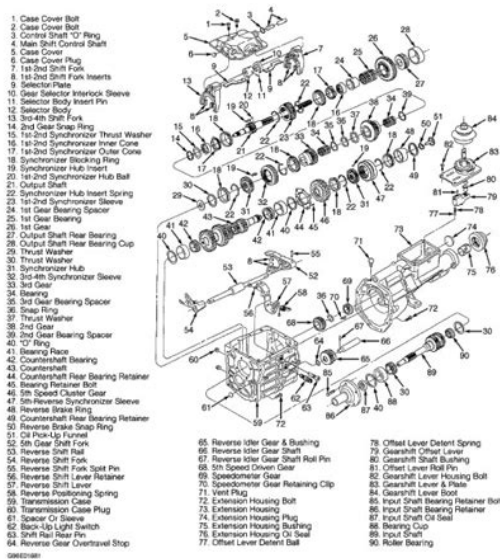 1. Case Cover Bolt
2. Case Cover Bolt
3. Control Shaft "O" Ring
4. Main Shift Control Shaft
5. Case Cover
6. Case Cover Plug
7. 1st-2nd Shift Fork
8. 1st-2nd Shift Fork Inserts
9. Selector Plate
10. Gear Selector Interlock Sleeve
11. Selector Body Insert Pin
12. Selector Body
13. 3rd-4th Shift Fork
14. 2nd Gear Snap Ring
15. 1st-2nd Synchronizer Thrust Washer
16. 1st-2nd Synchronizer Inner Cone
17. 1st-2nd Synchronizer Outer Cone
18. Synchronizer Blocking Ring
19. Synchronizer Hub Insert
20. 1st-2nd Synchronizer Hub Ball
21. Output Shaft
22. Synchronizer Hub Insert Spring
23. 1st-2nd Synchronizer Sleeve
24. 1st Gear Bearing Spacer
25. 1st Gear Bearing
26. 1st Gear
27. Output Shaft Rear Bearing
28. Output Shaft Rear Bearing Cup
29. Thrust Washer
30. Thrust Washer
31. Synchronizer Hub
32. 3rd-4th Synchronizer Sleeve
33. 3rd Gear
34. Bearing
35. 3rd Gear Bearing Spacer
36. Snap Ring
37. Thrust Washer
38. 2nd Gear
39. 2nd Gear Bearing Spacer
40. "O" Ring
41. Bearing Race
42. Countershaft Bearing
43. Countershaft
44. Countershaft Rear Bearing Retainer
45. Bearing Retainer Bolt
46. 5th Speed Cluster Gear
47. 5th-Reverse Synchronizer Sleeve
48. Reverse Brake Ring
49. Countershaft Rear Bearing Retainer
50. Reverse Brake Snap Ring
51. Oil Pick-Up Funnel
52. 5th Gear Shift Fork
53. Reverse Shift Rail
54. Reverse Shift Fork
55. Reverse Shift Fork Split Pin
56. Reverse Shift Lever Retainer
57. Reverse Shift Lever
58. Reverse Positioning Spring
59. Transmission Case
60. Transmission Case Plug
61. Spacer Or Sleeve
62. Back-Up Light Switch
63. Shift Rail Rear Pin
64. Reverse Gear Overtravel Stop
65. Reverse Idler Gear & Bushing
66. Reverse Idler Gear Shaft
67. Reverse Idler Gear Shaft Roll Pin
68. 5th Speed Driven Gear
69. Speedometer Gear
70. Speedometer Gear Retaining Clip
71. Vent Plug
72. Extension Housing Bolt
73. Extension Housing
74. Extension Housing Plug
75. Extension Housing Bushing
76. Extension Housing Oil Seal
77. Offset Lever Detent Ball
78. Offset Lever Detent Spring
79. Gearshift Offset Lever
80. Gearshift Shaft Bushing
81. Offset Lever Roll Pin
82. Gearshift Lever Housing Bolt
83. Gearshift Lever & Plate
84. Gearshift Lever Boot
85. Input Shaft Bearing Retainer Bolt
86. Input Shaft Bearing Retainer
87. Input Shaft Oil Seal
88. Bearing Cup
89. Input Shaft
90. Roller Bearing